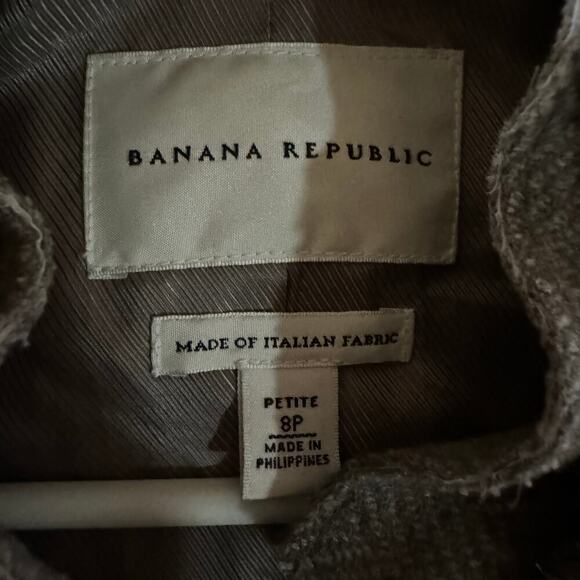 BANANA REPUBLIC
MADE OF ITALIAN FABRIC
PETITE
8P
MADE IN
PHILIPPINES